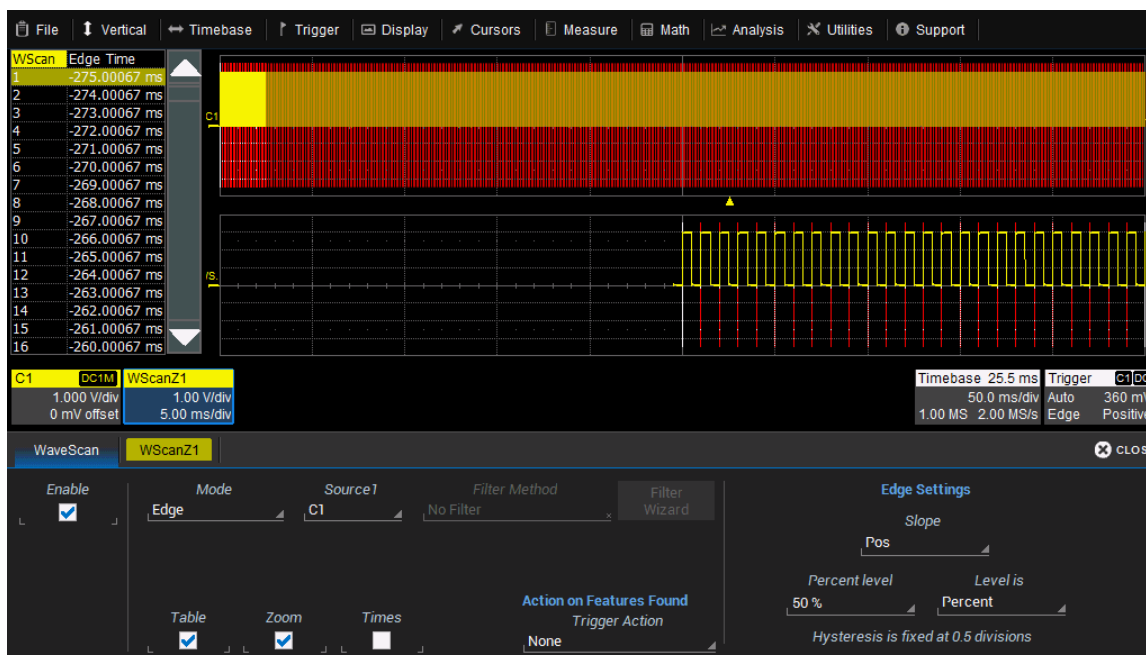 File Vertical Timebase Trigger Display Cursors Measure Math Analysis Utilities Support
WScan Edge Time
1 -275.00067 ms
2 -274.00067 ms
3 -273.00067 ms
4 -272.00067 ms
5 -271.00067 ms
6 -270.00067 ms
7 -269.00067 ms
8 -268.00067 ms
9 -267.00067 ms
10 -266.00067 ms
11 -265.00067 ms
12 -264.00067 ms
13 -263.00067 ms
14 -262.00067 ms
15 -261.00067 ms
16 -260.00067 ms
C1
C1 DC1M WScanZ1
1.000 V/div 1.00 V/div
0 mV offset 5.00 ms/div
Timebase 25.5 ms Trigger C1 DC
50.0 ms/div Auto 360 mV
1.00 MS 2.00 MS/s Edge Positive
WaveScan WScanZ1 CLOS
Enable Mode Source1 Filter Method Filter Wizard
Edge C1 No Filter
Table Zoom Times
Action on Features Found
Trigger Action
None
Edge Settings
Slope
Pos
Percent level Level is
50 % Percent
Hysteresis is fixed at 0.5 divisions